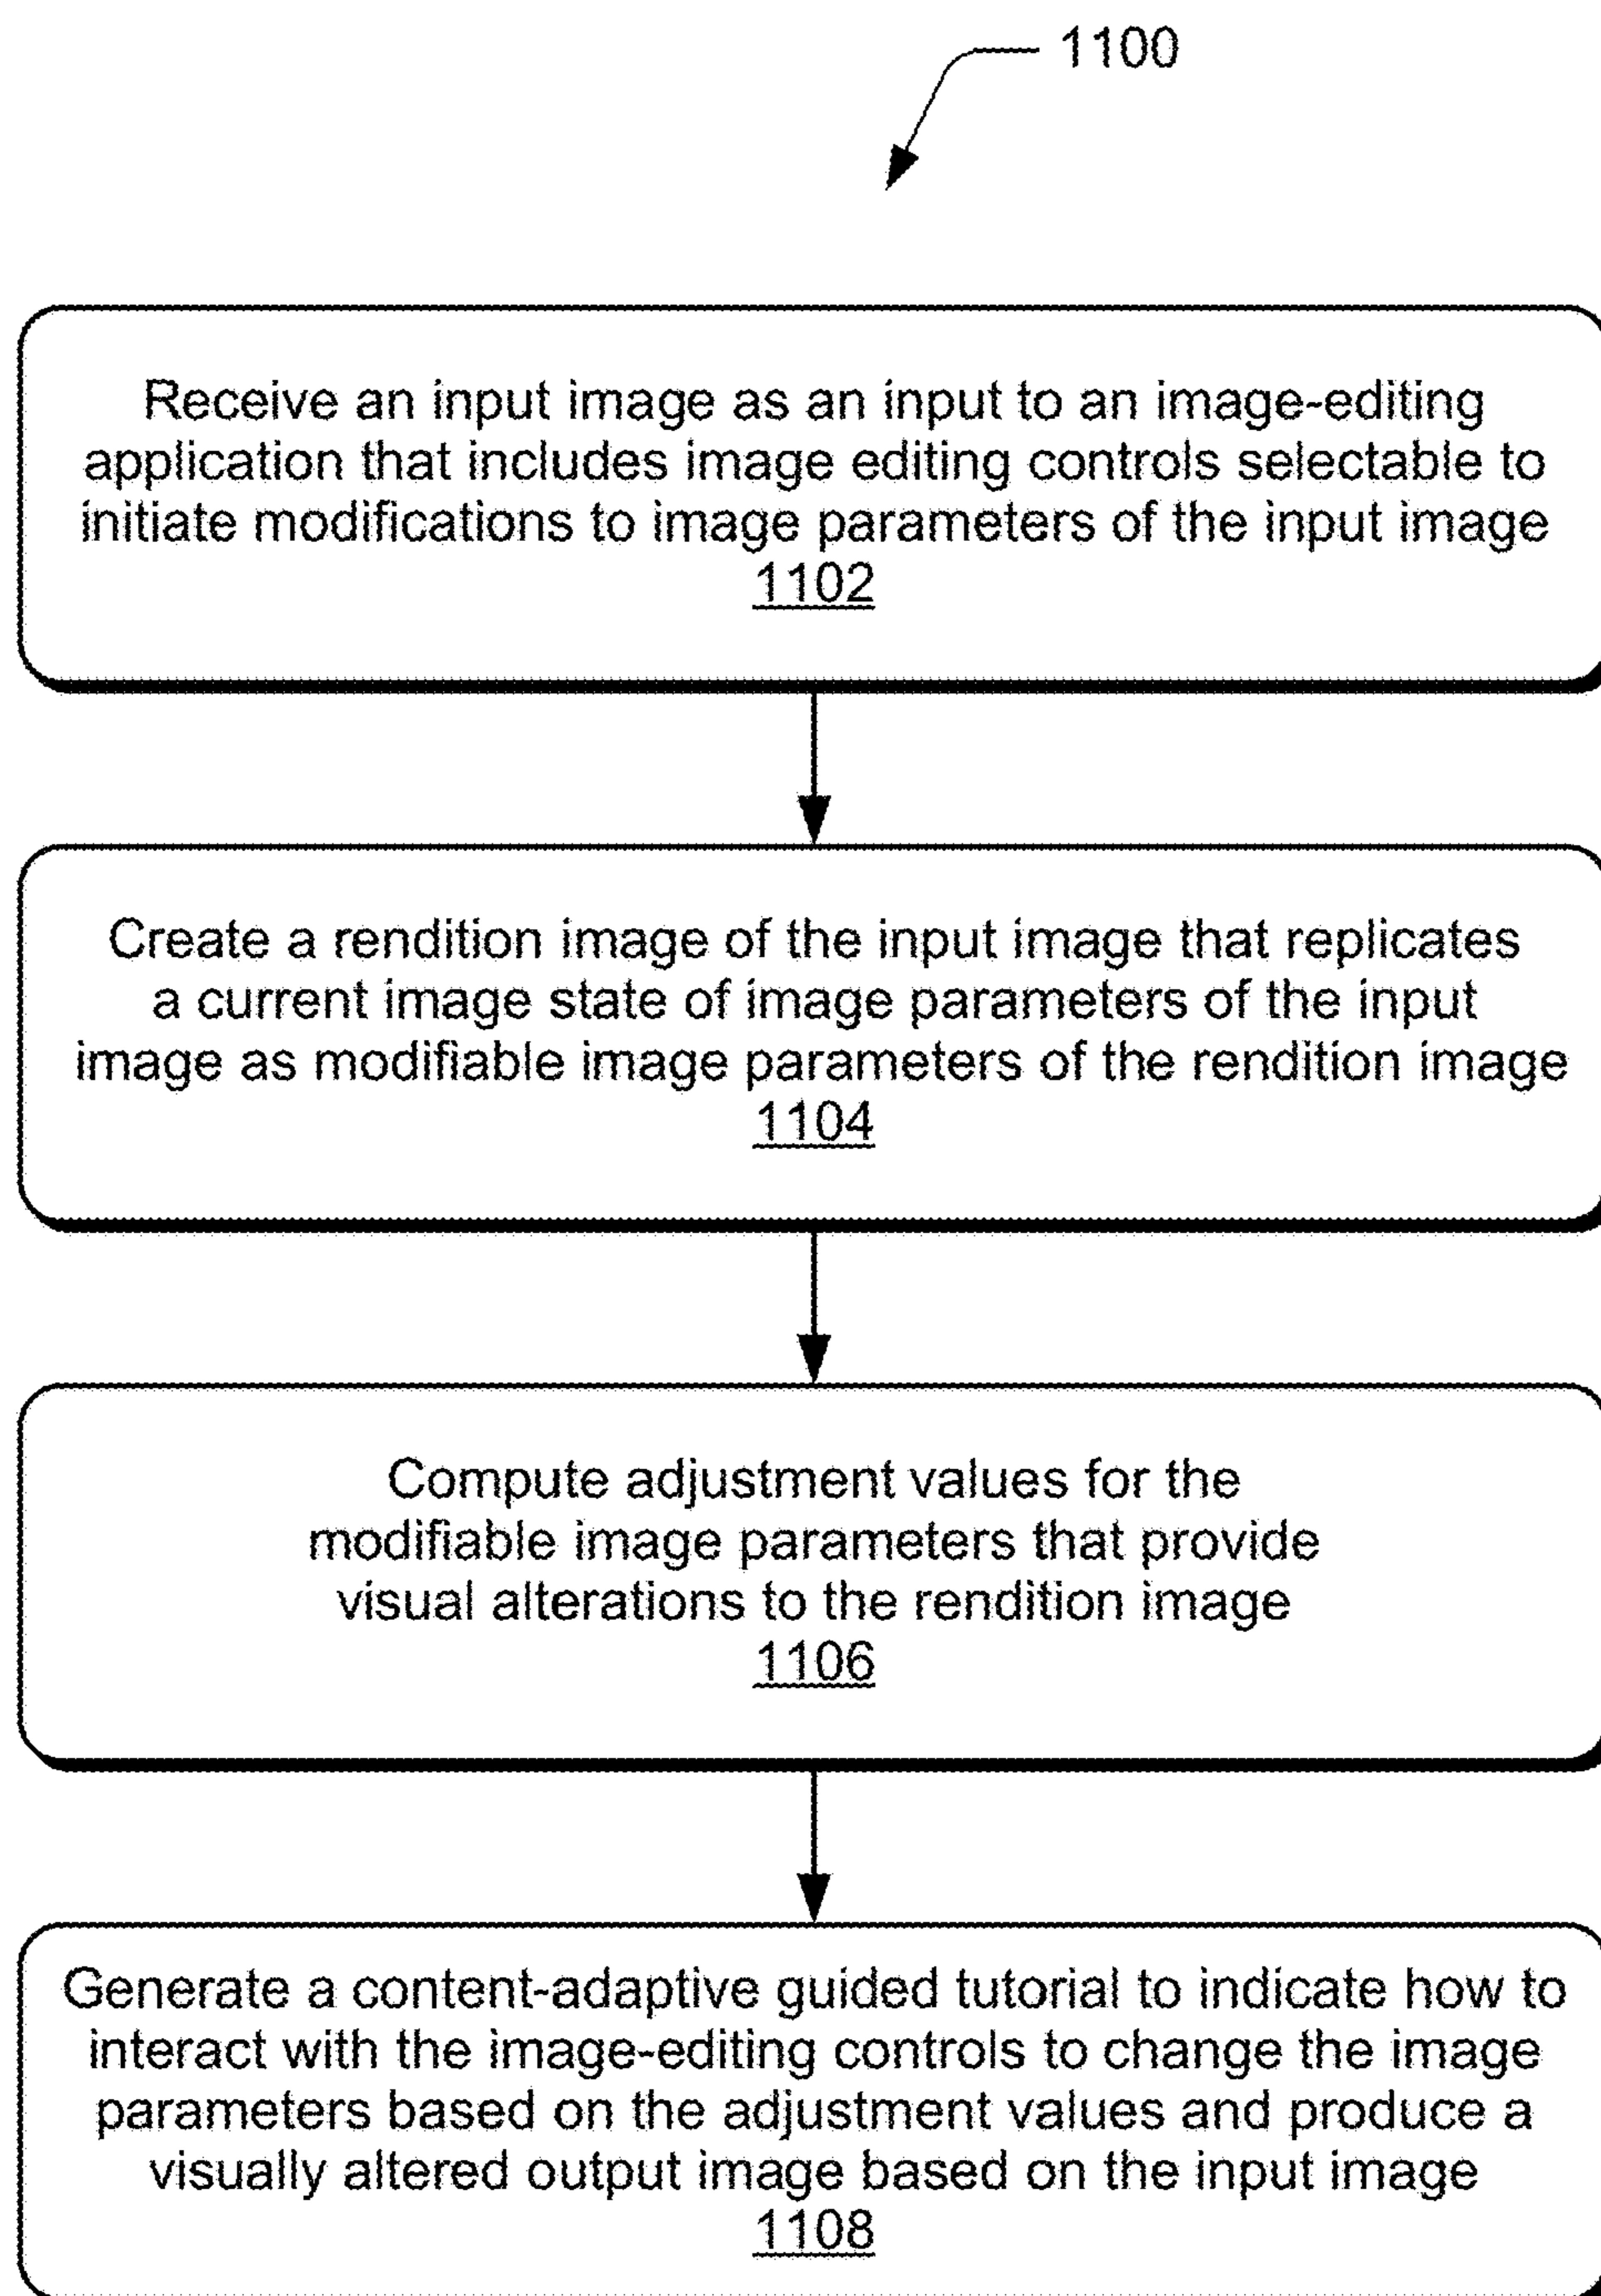 1100
Receive an input image as an input to an image-editing
application that includes image editing controls selectable to
initiate modifications to image parameters of the input image
1102
Create a rendition image of the input image that replicates
a current image state of image parameters of the input
image as modifiable image parameters of the rendition image
1104
Compute adjustment values for the
modifiable image parameters that provide
visual alterations to the rendition image
1106
Generate a content-adaptive guided tutorial to indicate how to
interact with the image-editing controls to change the image
parameters based on the adjustment values and produce a
visually altered output image based on the input image
1108